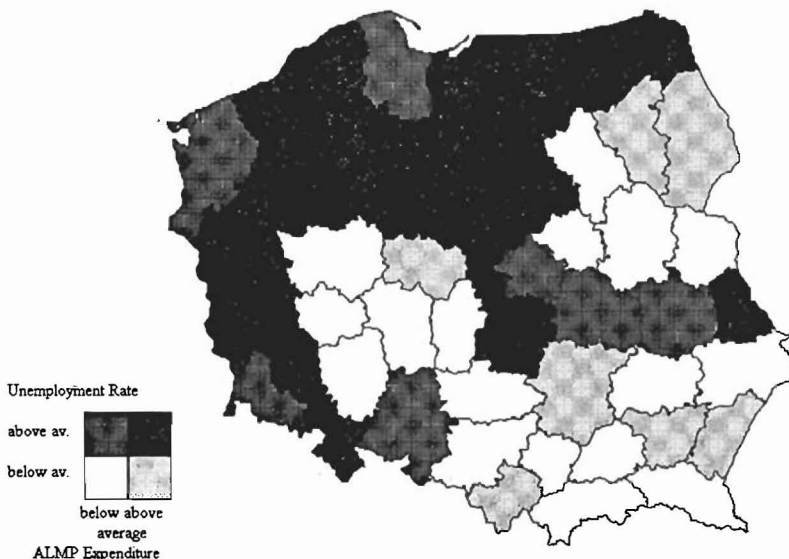 Unemployment Rate
above av.
below av.
below above
average
ALMP Expenditure